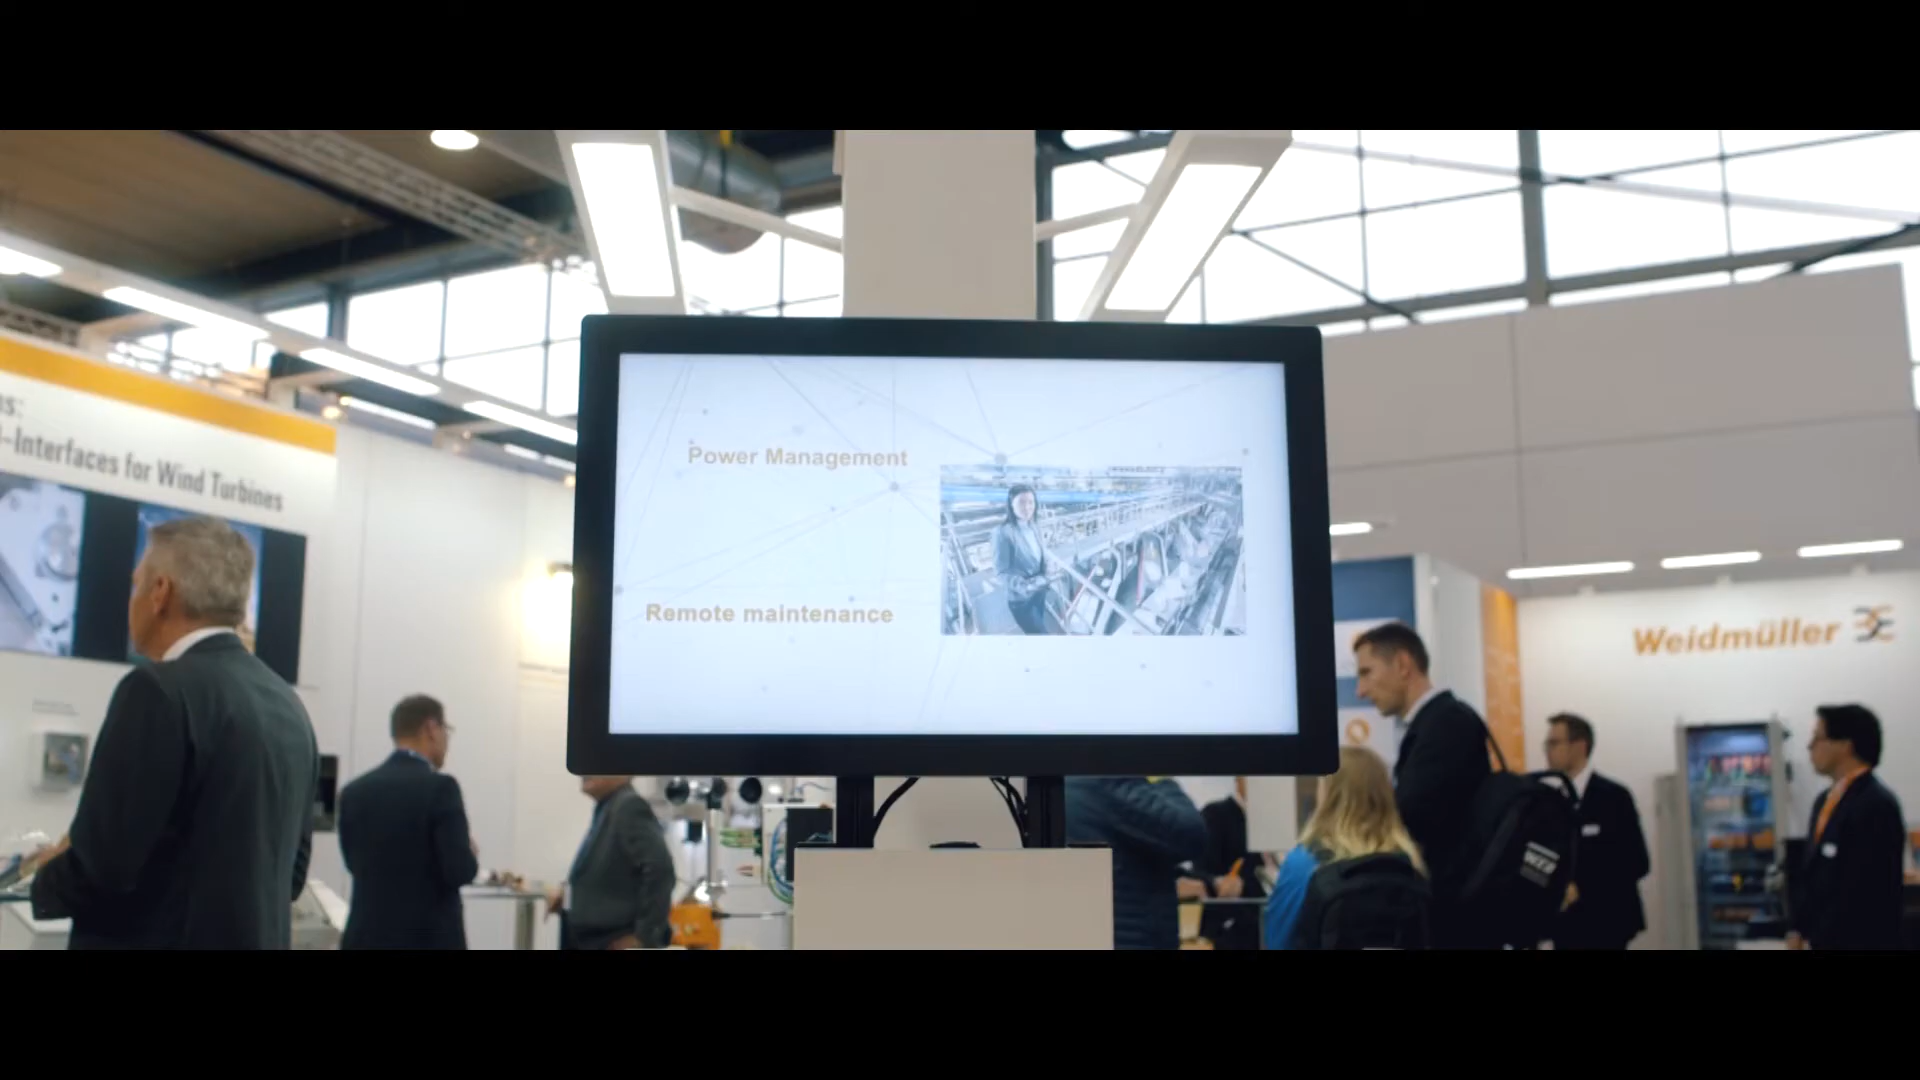 -Interfaces for Wind Turbines
Power Management
Remote maintenance
Weidmüller